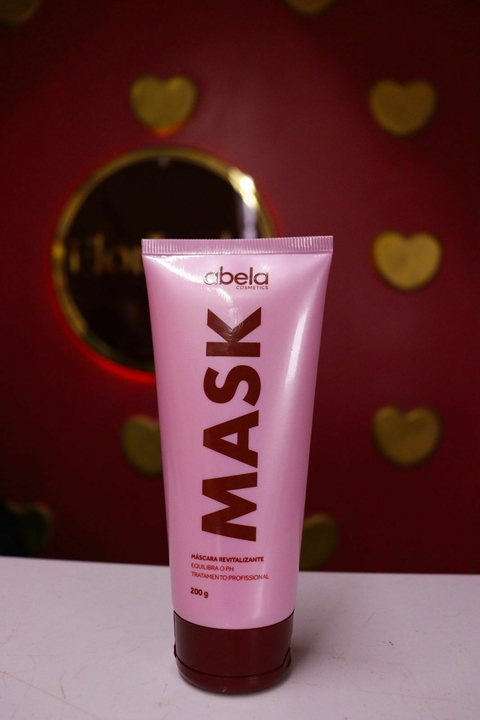 abela
COSMETICS
MASK
MÁSCARA REVITALIZANTE
EQUILIBRA O PH
TRATAMENTO PROFISSIONAL
200 g